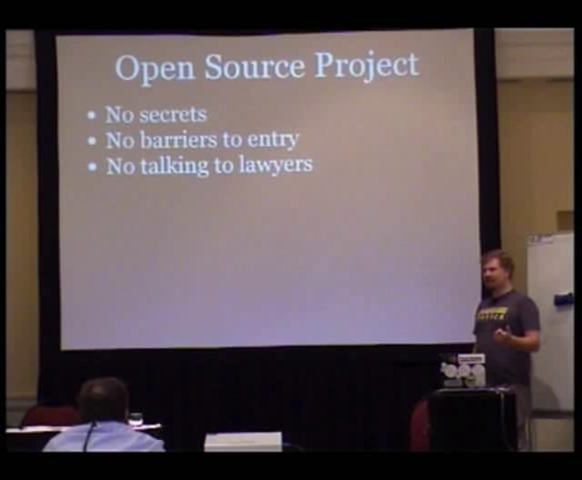 Open Source Project
• No secrets
• No barriers to entry
• No talking to lawyers